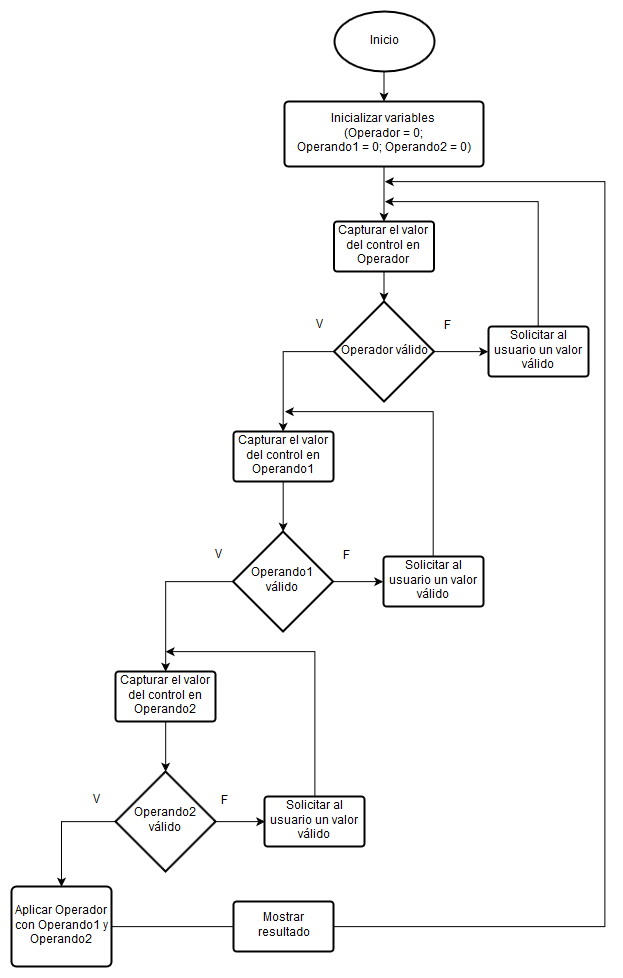 Inicio
Inicializar variables
(Operador = 0;
Operando1 = 0; Operando2 = 0)
Capturar el valor
del control en
Operador
V
F
Operador válido
Solicitar al
usuario un valor
válido
Capturar el valor
del control en
Operando1
V
F
Operando1
válido
Solicitar al
usuario un valor
válido
Capturar el valor
del control en
Operando2
V
F
Operando2
válido
Solicitar al
usuario un valor
válido
Aplicar Operador
con Operando1 y
Operando2
Mostrar
resultado